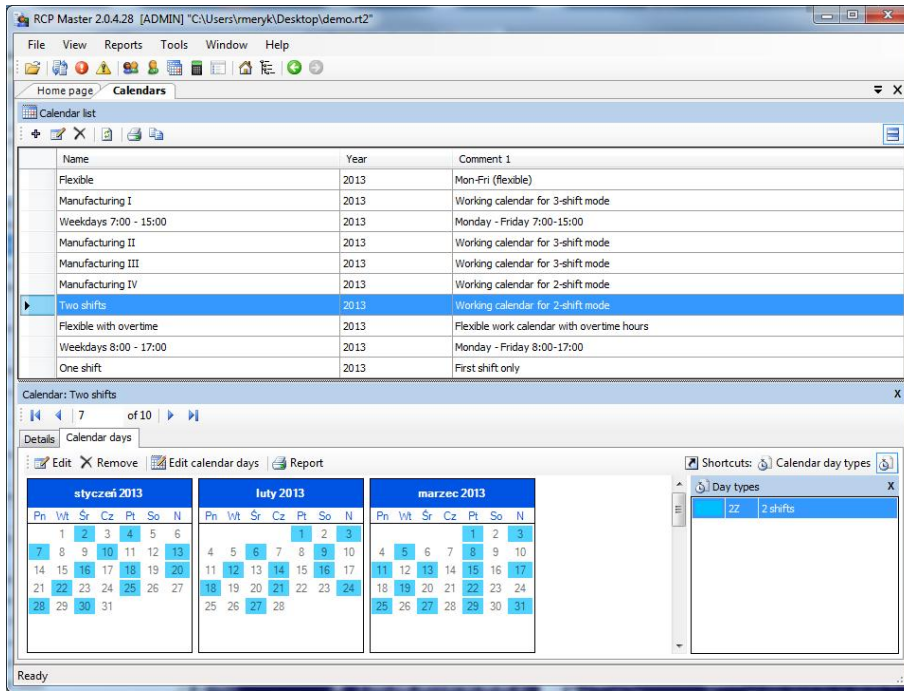 RCP Master 2.0.4.28 [ADMIN] "C:\Users\rmeryk\Desktop\demo.rt2"
File View Reports Tools Window Help
Home page Calendars
Calendar list
Name Year Comment 1
Flexible 2013 Mon-Fri (flexible)
Manufacturing I 2013 Working calendar for 3-shift mode
Weekdays 7:00 - 15:00 2013 Monday - Friday 7:00-15:00
Manufacturing II 2013 Working calendar for 3-shift mode
Manufacturing III 2013 Working calendar for 3-shift mode
Manufacturing IV 2013 Working calendar for 2-shift mode
Two shifts 2013 Working calendar for 2-shift mode
Flexible with overtime 2013 Flexible work calendar with overtime hours
Weekdays 8:00 - 17:00 2013 Monday - Friday 8:00-17:00
One shift 2013 First shift only
Calendar: Two shifts
7 of 10
Details Calendar days
Edit Remove Edit calendar days Report Shortcuts: Calendar day types
styczeń 2013 luty 2013 marzec 2013 Day types
Pn Wt Śr Cz Pt So N Pn Wt Śr Cz Pt So N Pn Wt Śr Cz Pt So N 2Z 2 shifts
1 2 3 4 5 6 1 2 3 1 2 3
7 8 9 10 11 12 13 4 5 6 7 8 9 10 4 5 6 7 8 9 10
14 15 16 17 18 19 20 11 12 13 14 15 16 17 11 12 13 14 15 16 17
21 22 23 24 25 26 27 18 19 20 21 22 23 24 18 19 20 21 22 23 24
28 29 30 31 25 26 27 28 25 26 27 28 29 30 31
Ready